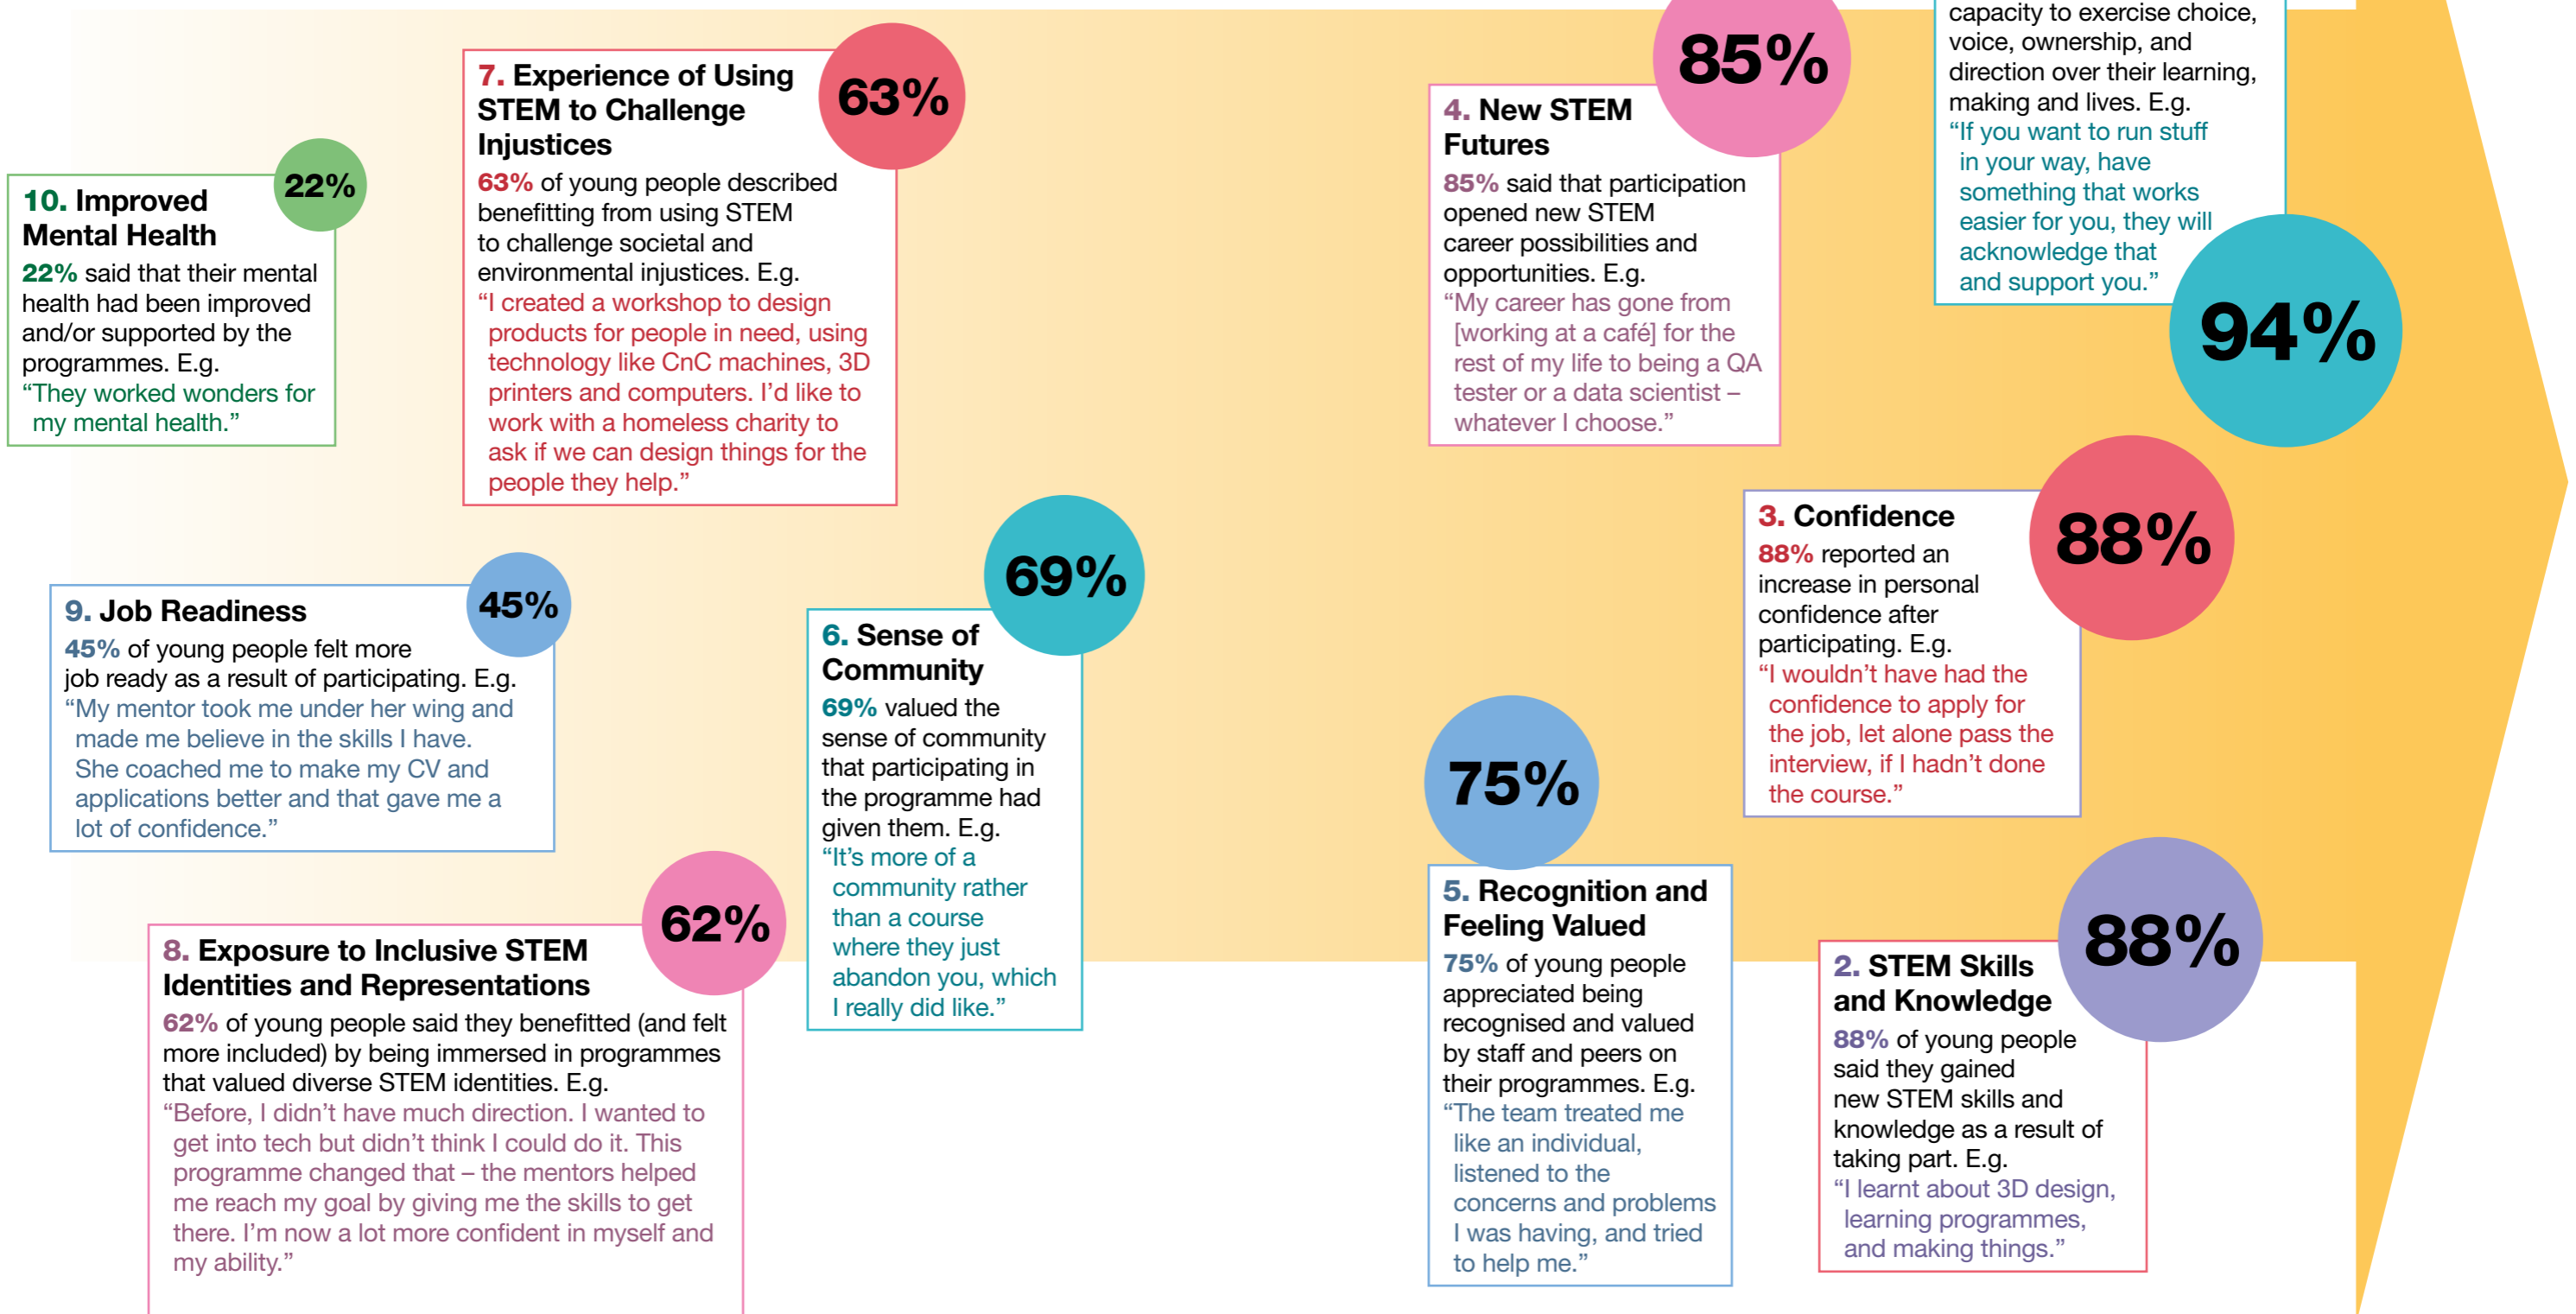 capacity to exercise choice,
voice, ownership, and
direction over their learning,
making and lives. E.g.
“If you want to run stuff
in your way, have
something that works
easier for you, they will
acknowledge that
and support you.”
94%
88%
2. STEM Skills
and Knowledge
88% of young people
said they gained
new STEM skills and
knowledge as a result of
taking part. E.g.
“I learnt about 3D design,
learning programmes,
and making things.”
88%
3. Confidence
88% reported an
increase in personal
confidence after
participating. E.g.
“I wouldn’t have had the
confidence to apply for
the job, let alone pass the
interview, if I hadn’t done
the course.”
85%
4. New STEM
Futures
85% said that participation
opened new STEM
career possibilities and
opportunities. E.g.
“My career has gone from
[working at a café] for the
rest of my life to being a QA
tester or a data scientist –
whatever I choose.”
75%
5. Recognition and
Feeling Valued
75% of young people
appreciated being
recognised and valued
by staff and peers on
their programmes. E.g.
“The team treated me
like an individual,
listened to the
concerns and problems
I was having, and tried
to help me.”
69%
6. Sense of
Community
69% valued the
sense of community
that participating in
the programme had
given them. E.g.
“It’s more of a
community rather
than a course
where they just
abandon you, which
I really did like.”
63%
7. Experience of Using
STEM to Challenge
Injustices
63% of young people described
benefitting from using STEM
to challenge societal and
environmental injustices. E.g.
“I created a workshop to design
products for people in need, using
technology like CnC machines, 3D
printers and computers. I’d like to
work with a homeless charity to
ask if we can design things for the
people they help.”
62%
8. Exposure to Inclusive STEM
Identities and Representations
62% of young people said they benefitted (and felt
more included) by being immersed in programmes
that valued diverse STEM identities. E.g.
“Before, I didn’t have much direction. I wanted to
get into tech but didn’t think I could do it. This
programme changed that – the mentors helped
me reach my goal by giving me the skills to get
there. I’m now a lot more confident in myself and
my ability.”
45%
9. Job Readiness
45% of young people felt more
job ready as a result of participating. E.g.
“My mentor took me under her wing and
made me believe in the skills I have.
She coached me to make my CV and
applications better and that gave me a
lot of confidence.”
22%
10. Improved
Mental Health
22% said that their mental
health had been improved
and/or supported by the
programmes. E.g.
“They worked wonders for
my mental health.”